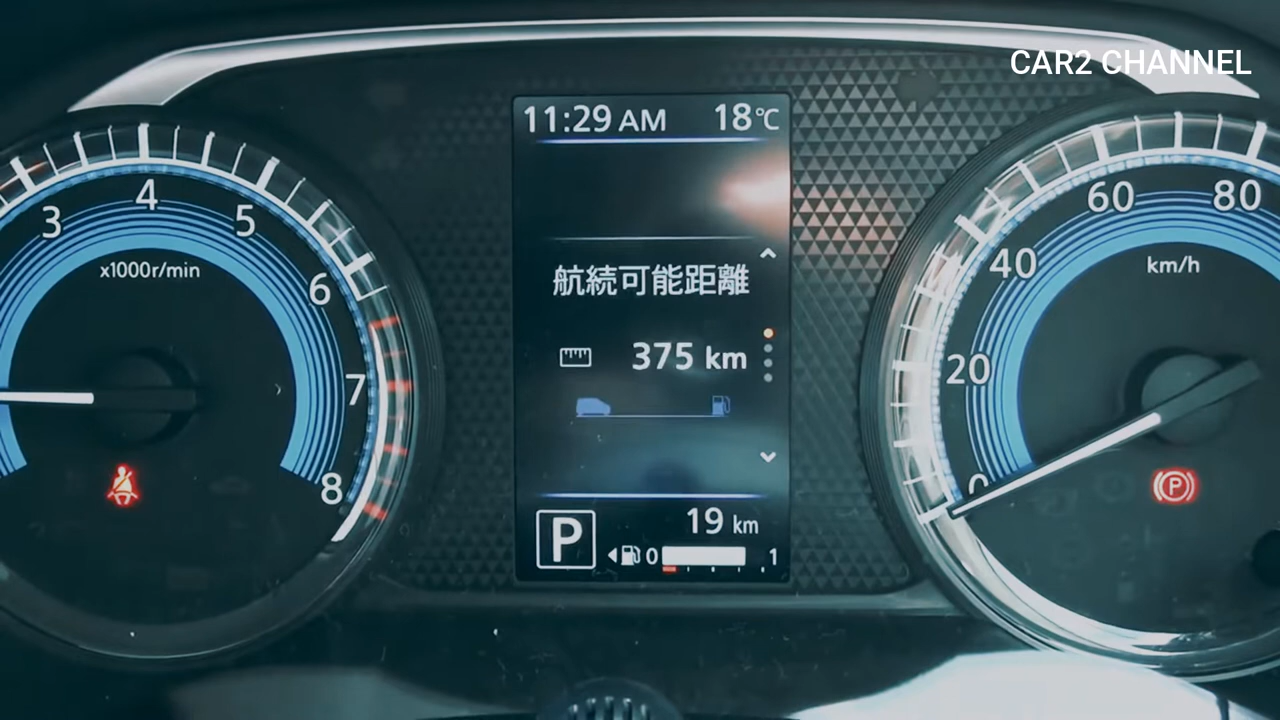 CAR2 CHANNEL
11:29 AM 18℃
3 4 5 6 7 8
x1000r/min
航続可能距離
375 km
P
19 km
0 1
0 20 40 60 80
km/h
P